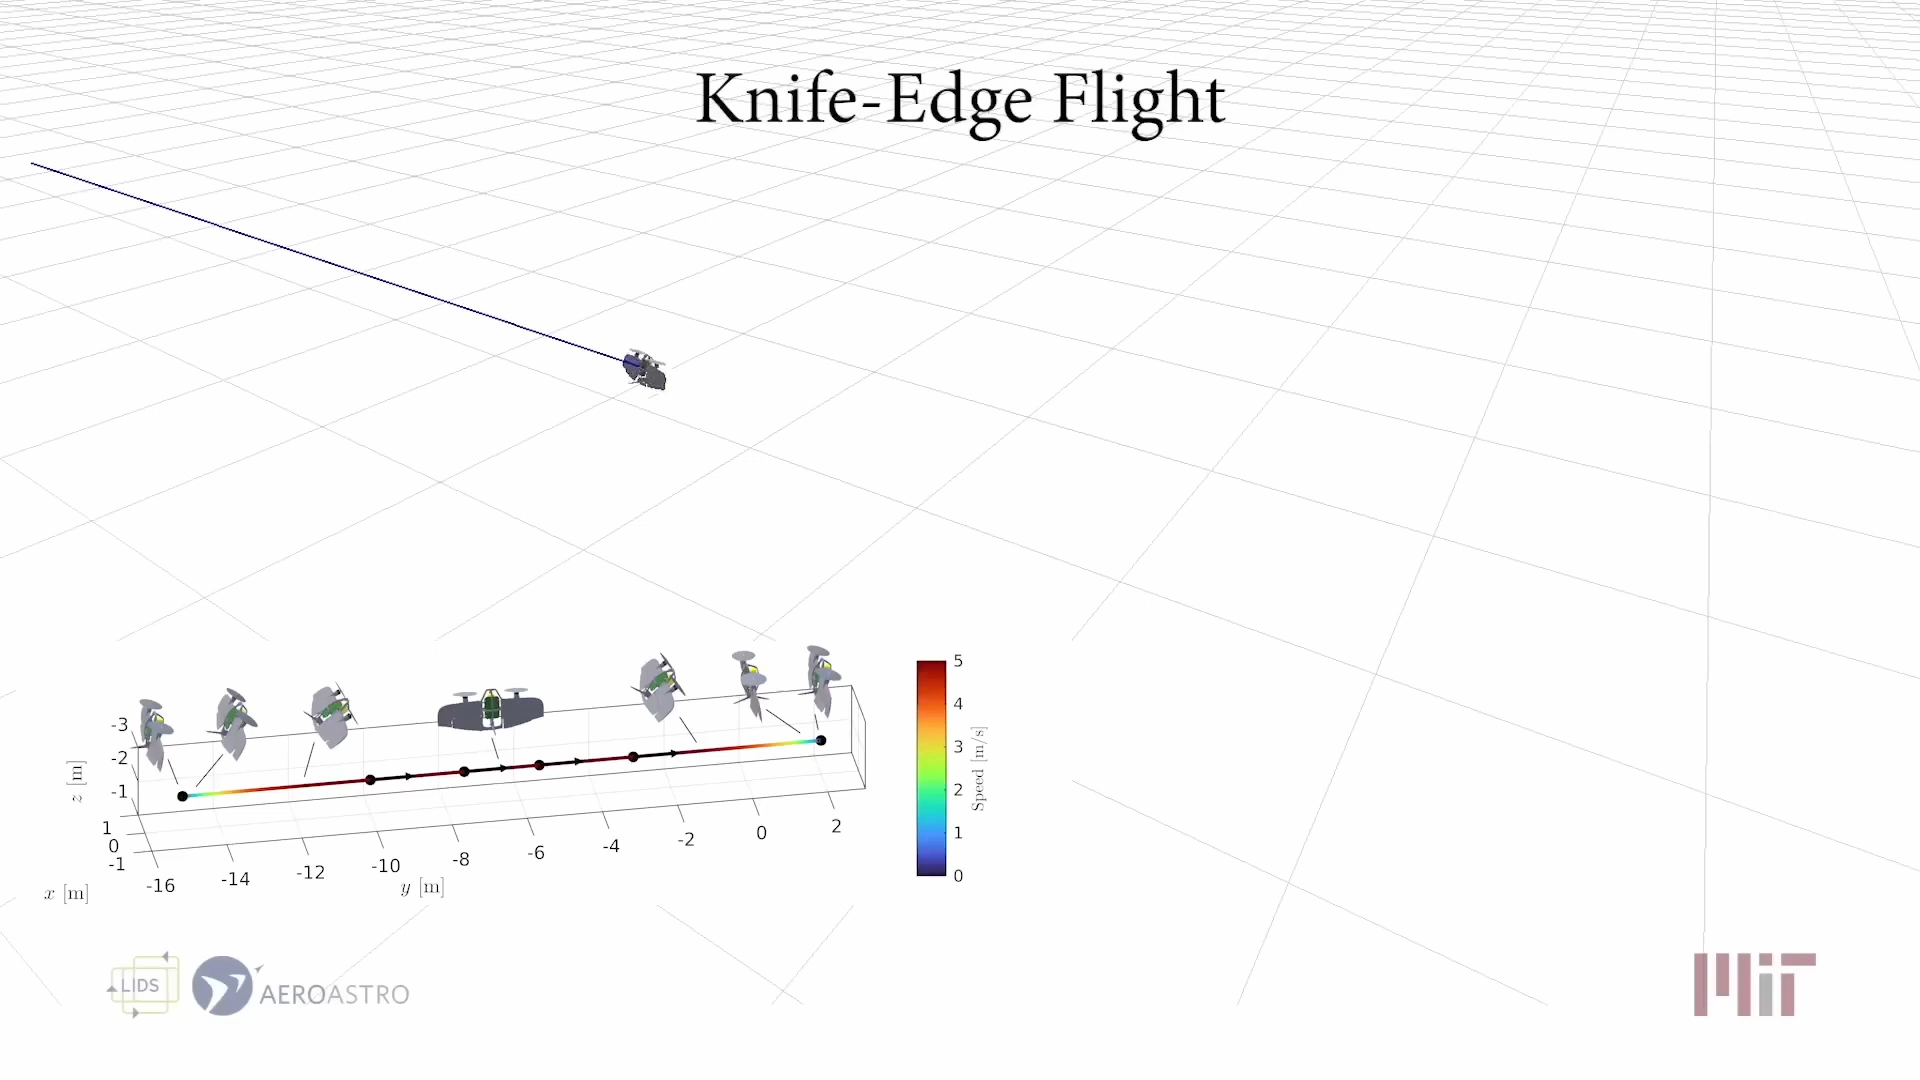 Knife-Edge Flight
-3
-2
-1
z [m]
1
0
-1
x [m]
-16
-14
-12
-10
-8
-6
-4
-2
0
2
y [m]
5
4
3
2
1
0
Speed [m/s]
LIDS
AEROASTRO
MIT